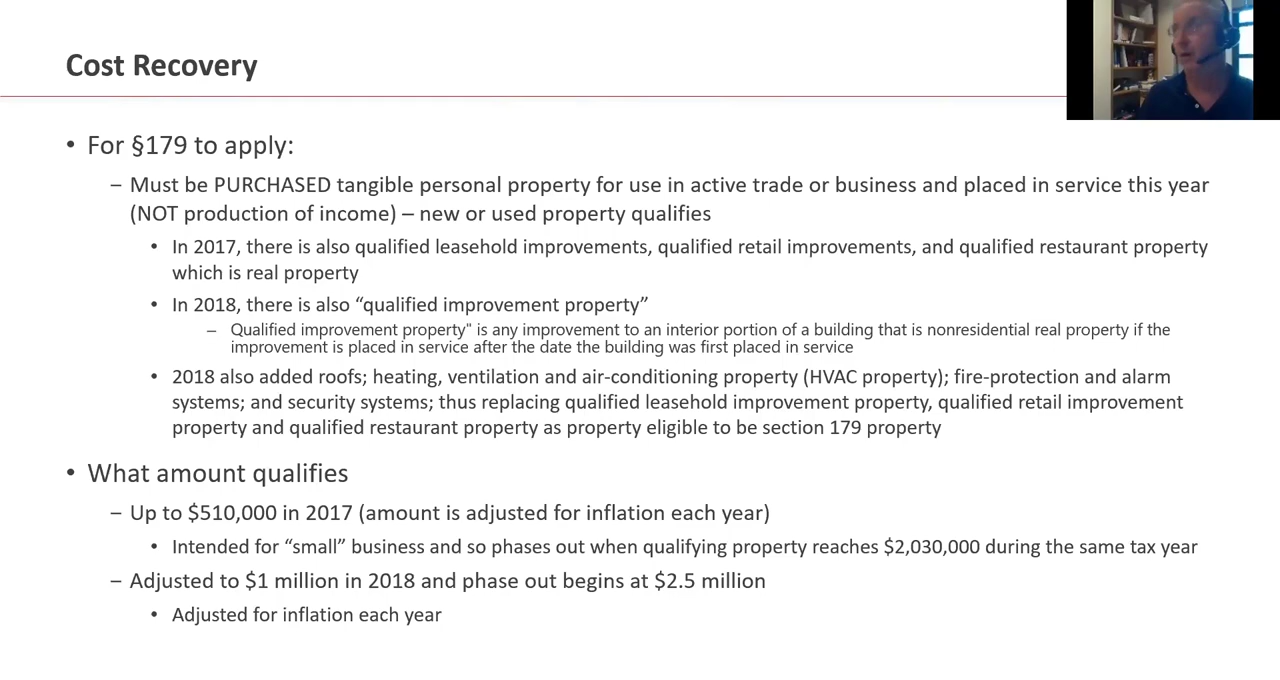 Cost Recovery
• For §179 to apply:
– Must be PURCHASED tangible personal property for use in active trade or business and placed in service this year
(NOT production of income) – new or used property qualifies
• In 2017, there is also qualified leasehold improvements, qualified retail improvements, and qualified restaurant property
which is real property
• In 2018, there is also “qualified improvement property”
– Qualified improvement property" is any improvement to an interior portion of a building that is nonresidential real property if the
improvement is placed in service after the date the building was first placed in service
• 2018 also added roofs; heating, ventilation and air-conditioning property (HVAC property); fire-protection and alarm
systems; and security systems; thus replacing qualified leasehold improvement property, qualified retail improvement
property and qualified restaurant property as property eligible to be section 179 property
• What amount qualifies
– Up to $510,000 in 2017 (amount is adjusted for inflation each year)
• Intended for “small” business and so phases out when qualifying property reaches $2,030,000 during the same tax year
– Adjusted to $1 million in 2018 and phase out begins at $2.5 million
• Adjusted for inflation each year